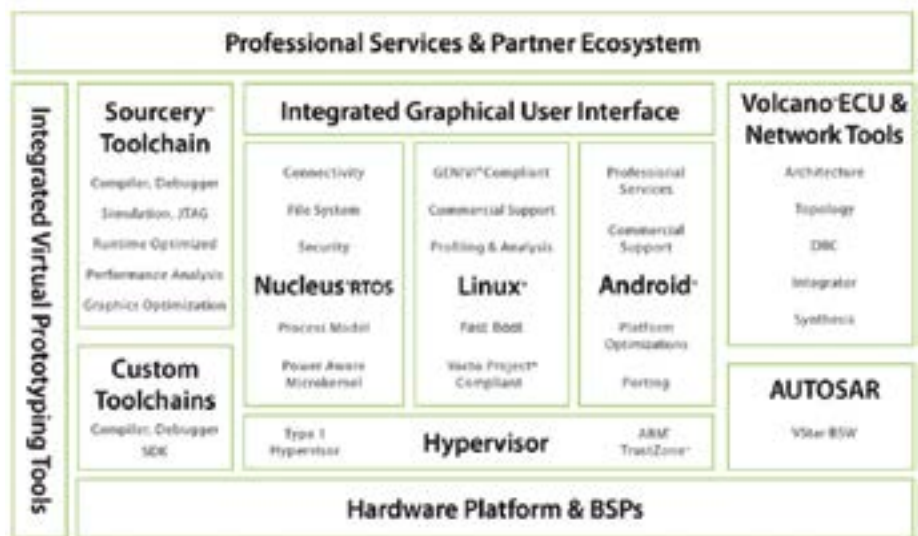 Professional Services & Partner Ecosystem
Integrated Virtual Prototyping Tools
Sourcery™
Toolchain
Compiler, Debugger
Simulation, JTAG
Runtime Optimized
Performance Analysis
Graphics Optimization
Custom
Toolchains
Compiler, Debugger
SDK
Integrated Graphical User Interface
Connectivity
File System
Security
Nucleus® RTOS
Process Model
Power Aware
Microkernel
GENIVI® Compliant
Commercial Support
Profiling & Analysis
Linux®
Fast Boot
Yocto Project®
Compliant
Professional
Services
Commercial
Support
Android™
Platform
Optimizations
Porting
Type 1
Hypervisor
Hypervisor
ARM®
TrustZone®
Volcano® ECU &
Network Tools
Architecture
Topology
DBC
Integrator
Synthesis
AUTOSAR
VStar BSW
Hardware Platform & BSPs